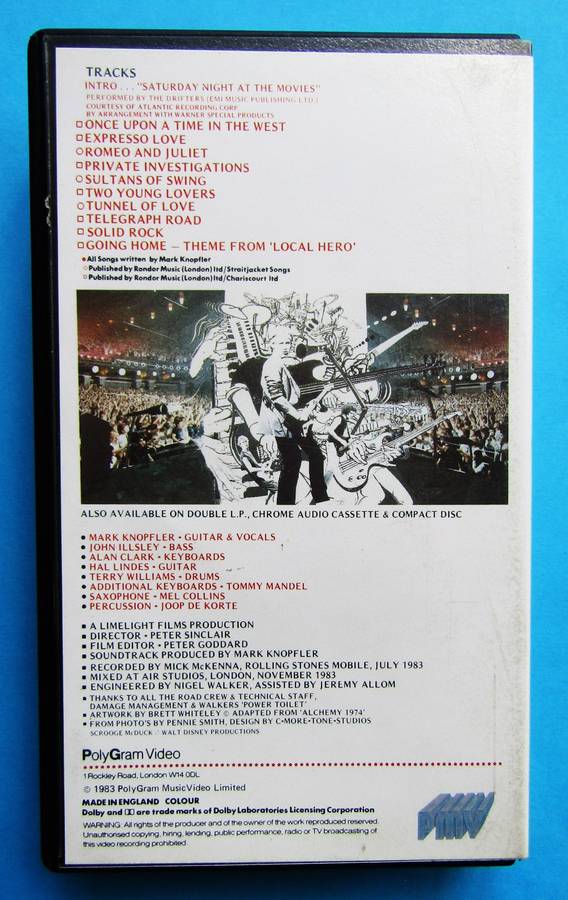 TRACKS
INTRO . . . "SATURDAY NIGHT AT THE MOVIES"
PERFORMED BY THE DRIFTERS (EMI MUSIC PUBLISHING LTD.)
COURTESY OF ATLANTIC RECORDING CORP
BY ARRANGEMENT WITH WARNER SPECIAL PRODUCTS
□ ONCE UPON A TIME IN THE WEST
□ EXPRESSO LOVE
○ ROMEO AND JULIET
□ PRIVATE INVESTIGATIONS
○ SULTANS OF SWING
□ TWO YOUNG LOVERS
○ TUNNEL OF LOVE
□ TELEGRAPH ROAD
□ SOLID ROCK
□ GOING HOME – THEME FROM 'LOCAL HERO'
• All Songs written by Mark Knopfler
○ Published by Rondor Music (London) ltd/Straitjacket Songs
□ Published by Rondor Music (London) ltd/Chariscourt ltd
ALSO AVAILABLE ON DOUBLE L.P., CHROME AUDIO CASSETTE & COMPACT DISC
• MARK KNOPFLER • GUITAR & VOCALS
• JOHN ILLSLEY • BASS
• ALAN CLARK • KEYBOARDS
• HAL LINDES • GUITAR
• TERRY WILLIAMS • DRUMS
• ADDITIONAL KEYBOARDS • TOMMY MANDEL
• SAXOPHONE • MEL COLLINS
• PERCUSSION • JOOP DE KORTE
■ A LIMELIGHT FILMS PRODUCTION
■ DIRECTOR • PETER SINCLAIR
■ FILM EDITOR • PETER GODDARD
■ SOUNDTRACK PRODUCED BY MARK KNOPFLER
■ RECORDED BY MICK McKENNA, ROLLING STONES MOBILE, JULY 1983
■ MIXED AT AIR STUDIOS, LONDON, NOVEMBER 1983
■ ENGINEERED BY NIGEL WALKER, ASSISTED BY JEREMY ALLOM
■ THANKS TO ALL THE ROAD CREW & TECHNICAL STAFF,
DAMAGE MANAGEMENT & WALKERS 'POWER TOILET'
■ ARTWORK BY BRETT WHITELEY © ADAPTED FROM 'ALCHEMY 1974'
■ FROM PHOTO'S BY PENNIE SMITH, DESIGN BY C•MORE•TONE•STUDIOS
SCROOGE McDUCK // WALT DISNEY PRODUCTIONS
PolyGram Video
1 Rockley Road, London W14 0DL
© 1983 PolyGram MusicVideo Limited
MADE IN ENGLAND COLOUR
Dolby and are trade marks of Dolby Laboratories Licensing Corporation
WARNING: All rights of the producer and of the owner of the work reproduced reserved.
Unauthorised copying, hiring, lending, public performance, radio or TV broadcasting of
this video recording prohibited.
PMV